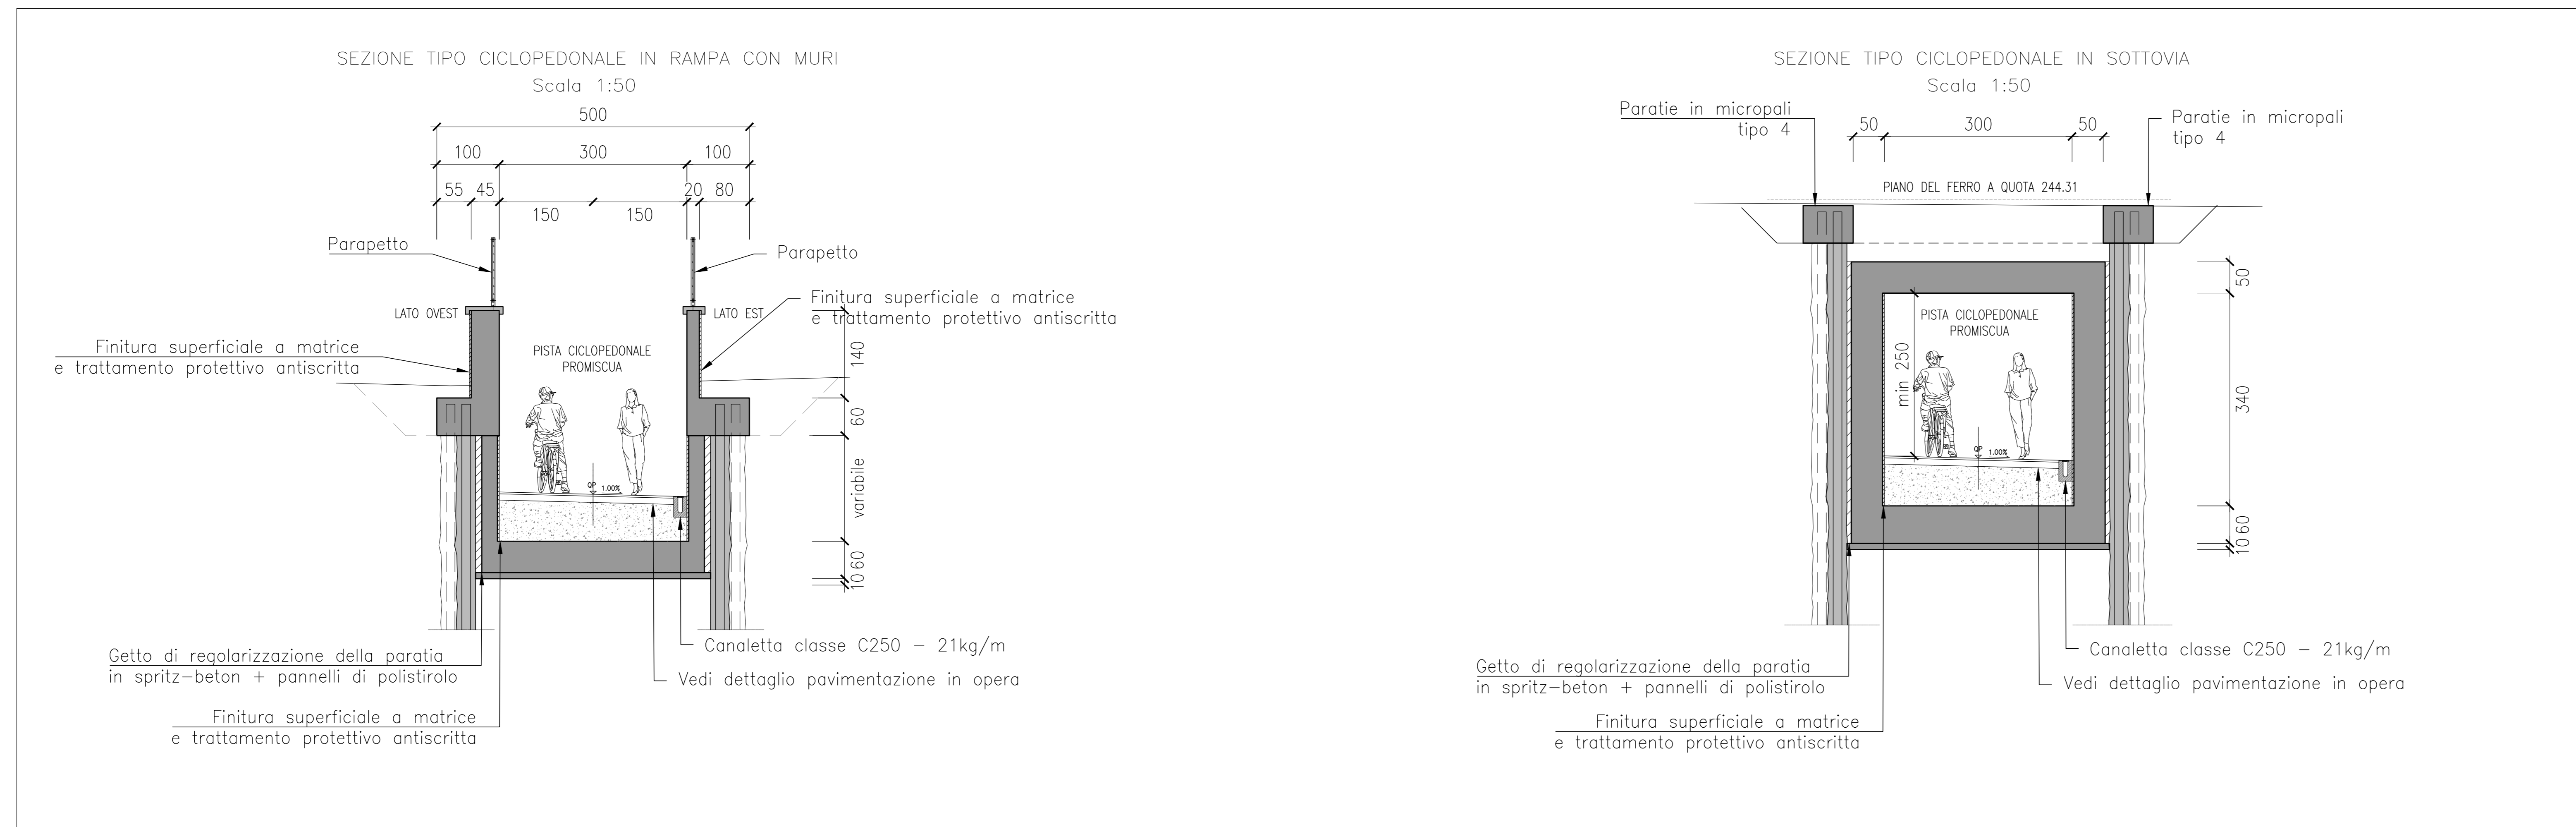 SEZIONE TIPO CICLOPEDONALE IN RAMPA CON MURI
Scala 1:50
500
100
300
100
55
45
20
80
150
150
Parapetto
Parapetto
Finitura superficiale a matrice
e trattamento protettivo antiscritta
LATO OVEST
LATO EST
Finitura superficiale a matrice
e trattamento protettivo antiscritta
PISTA CICLOPEDONALE
PROMISCUA
140
60
variabile
60
10
QP
1.00%
Canaletta classe C250 – 21kg/m
Getto di regolarizzazione della paratia
in spritz–beton + pannelli di polistirolo
Vedi dettaglio pavimentazione in opera
Finitura superficiale a matrice
e trattamento protettivo antiscritta
SEZIONE TIPO CICLOPEDONALE IN SOTTOVIA
Scala 1:50
Paratie in micropali
tipo 4
50
300
50
Paratie in micropali
tipo 4
PIANO DEL FERRO A QUOTA 244.31
PISTA CICLOPEDONALE
PROMISCUA
min 250
50
340
60
10
QP
1.00%
Canaletta classe C250 – 21kg/m
Getto di regolarizzazione della paratia
in spritz–beton + pannelli di polistirolo
Vedi dettaglio pavimentazione in opera
Finitura superficiale a matrice
e trattamento protettivo antiscritta